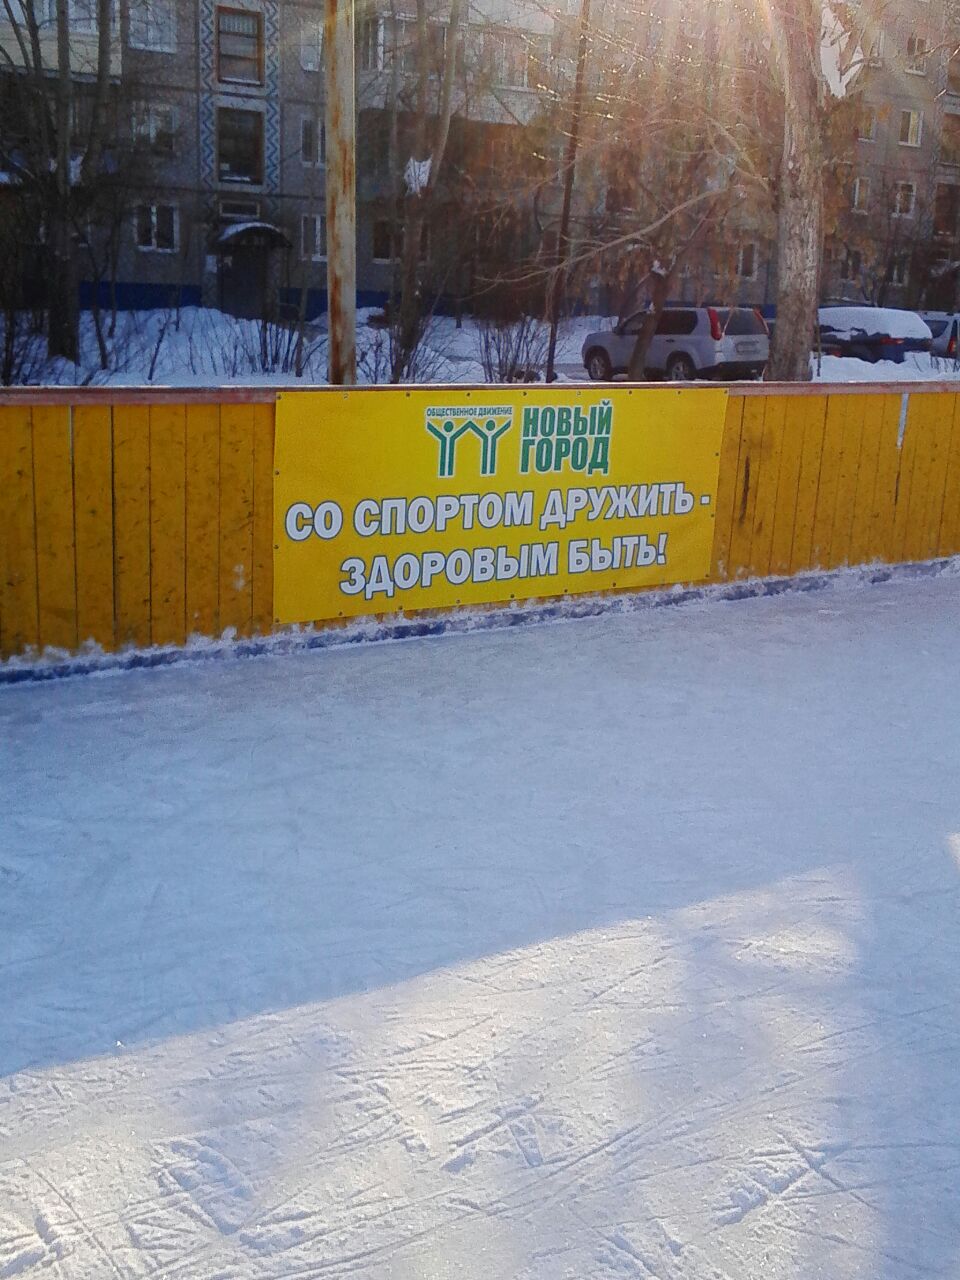 ОБЩЕСТВЕННОЕ ДВИЖЕНИЕ
НОВЫЙ
ГОРОД
СО СПОРТОМ ДРУЖИТЬ -
ЗДОРОВЫМ БЫТЬ!